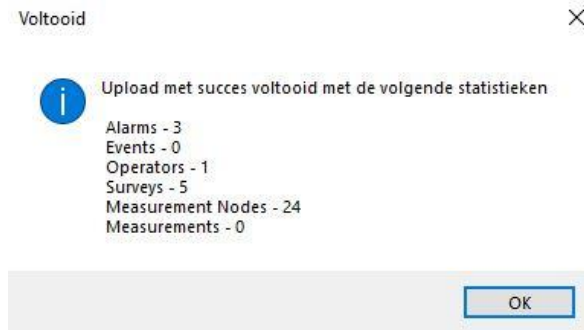 Voltooid
Upload met succes voltooid met de volgende statistieken
Alarms - 3
Events - 0
Operators - 1
Surveys - 5
Measurement Nodes - 24
Measurements - 0
OK